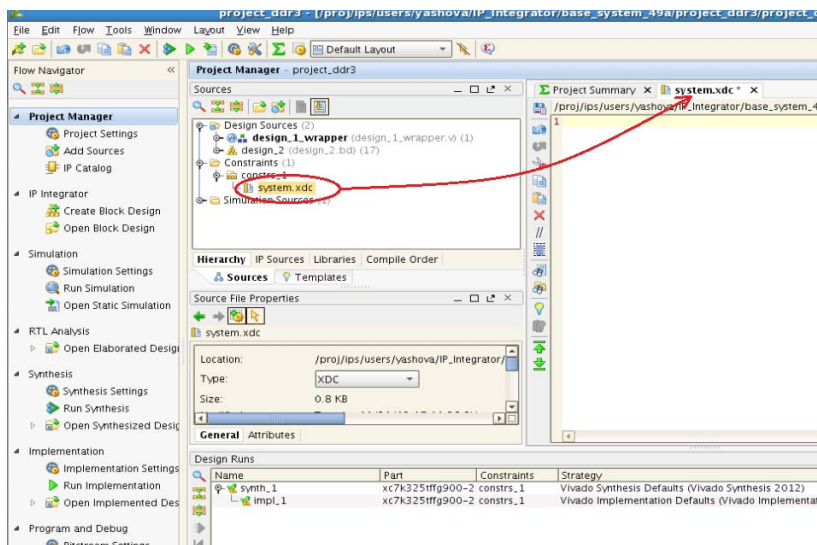 project_ddr3 - [/proj/ips/users/yashova/IP_Integrator/base_system_49a/project_ddr3/project_
File Edit Flow Tools Window Layout View Help
Default Layout
Flow Navigator
Project Manager
Project Settings
Add Sources
IP Catalog
IP Integrator
Create Block Design
Open Block Design
Simulation
Simulation Settings
Run Simulation
Open Static Simulation
RTL Analysis
Open Elaborated Desig
Synthesis
Synthesis Settings
Run Synthesis
Open Synthesized Desig
Implementation
Implementation Settings
Run Implementation
Open Implemented Des
Program and Debug
Bitstream Settings
Project Manager - project_ddr3
Sources
Design Sources (2)
design_1_wrapper (design_1_wrapper.v) (1)
design_2 (design_2.bd) (17)
Constraints (1)
constrs_1
system.xdc
Simulation Sources (1)
Hierarchy IP Sources Libraries Compile Order
Sources Templates
Source File Properties
system.xdc
Location: /proj/ips/users/yashova/IP_Integrator/
Type: XDC
Size: 0.8 KB
General Attributes
Project Summary system.xdc *
/proj/ips/users/yashova/IP_Integrator/base_system_4
1
Design Runs
Name Part Constraints Strategy
synth_1 xc7k325tffg900-2 constrs_1 Vivado Synthesis Defaults (Vivado Synthesis 2012)
impl_1 xc7k325tffg900-2 constrs_1 Vivado Implementation Defaults (Vivado Implementat